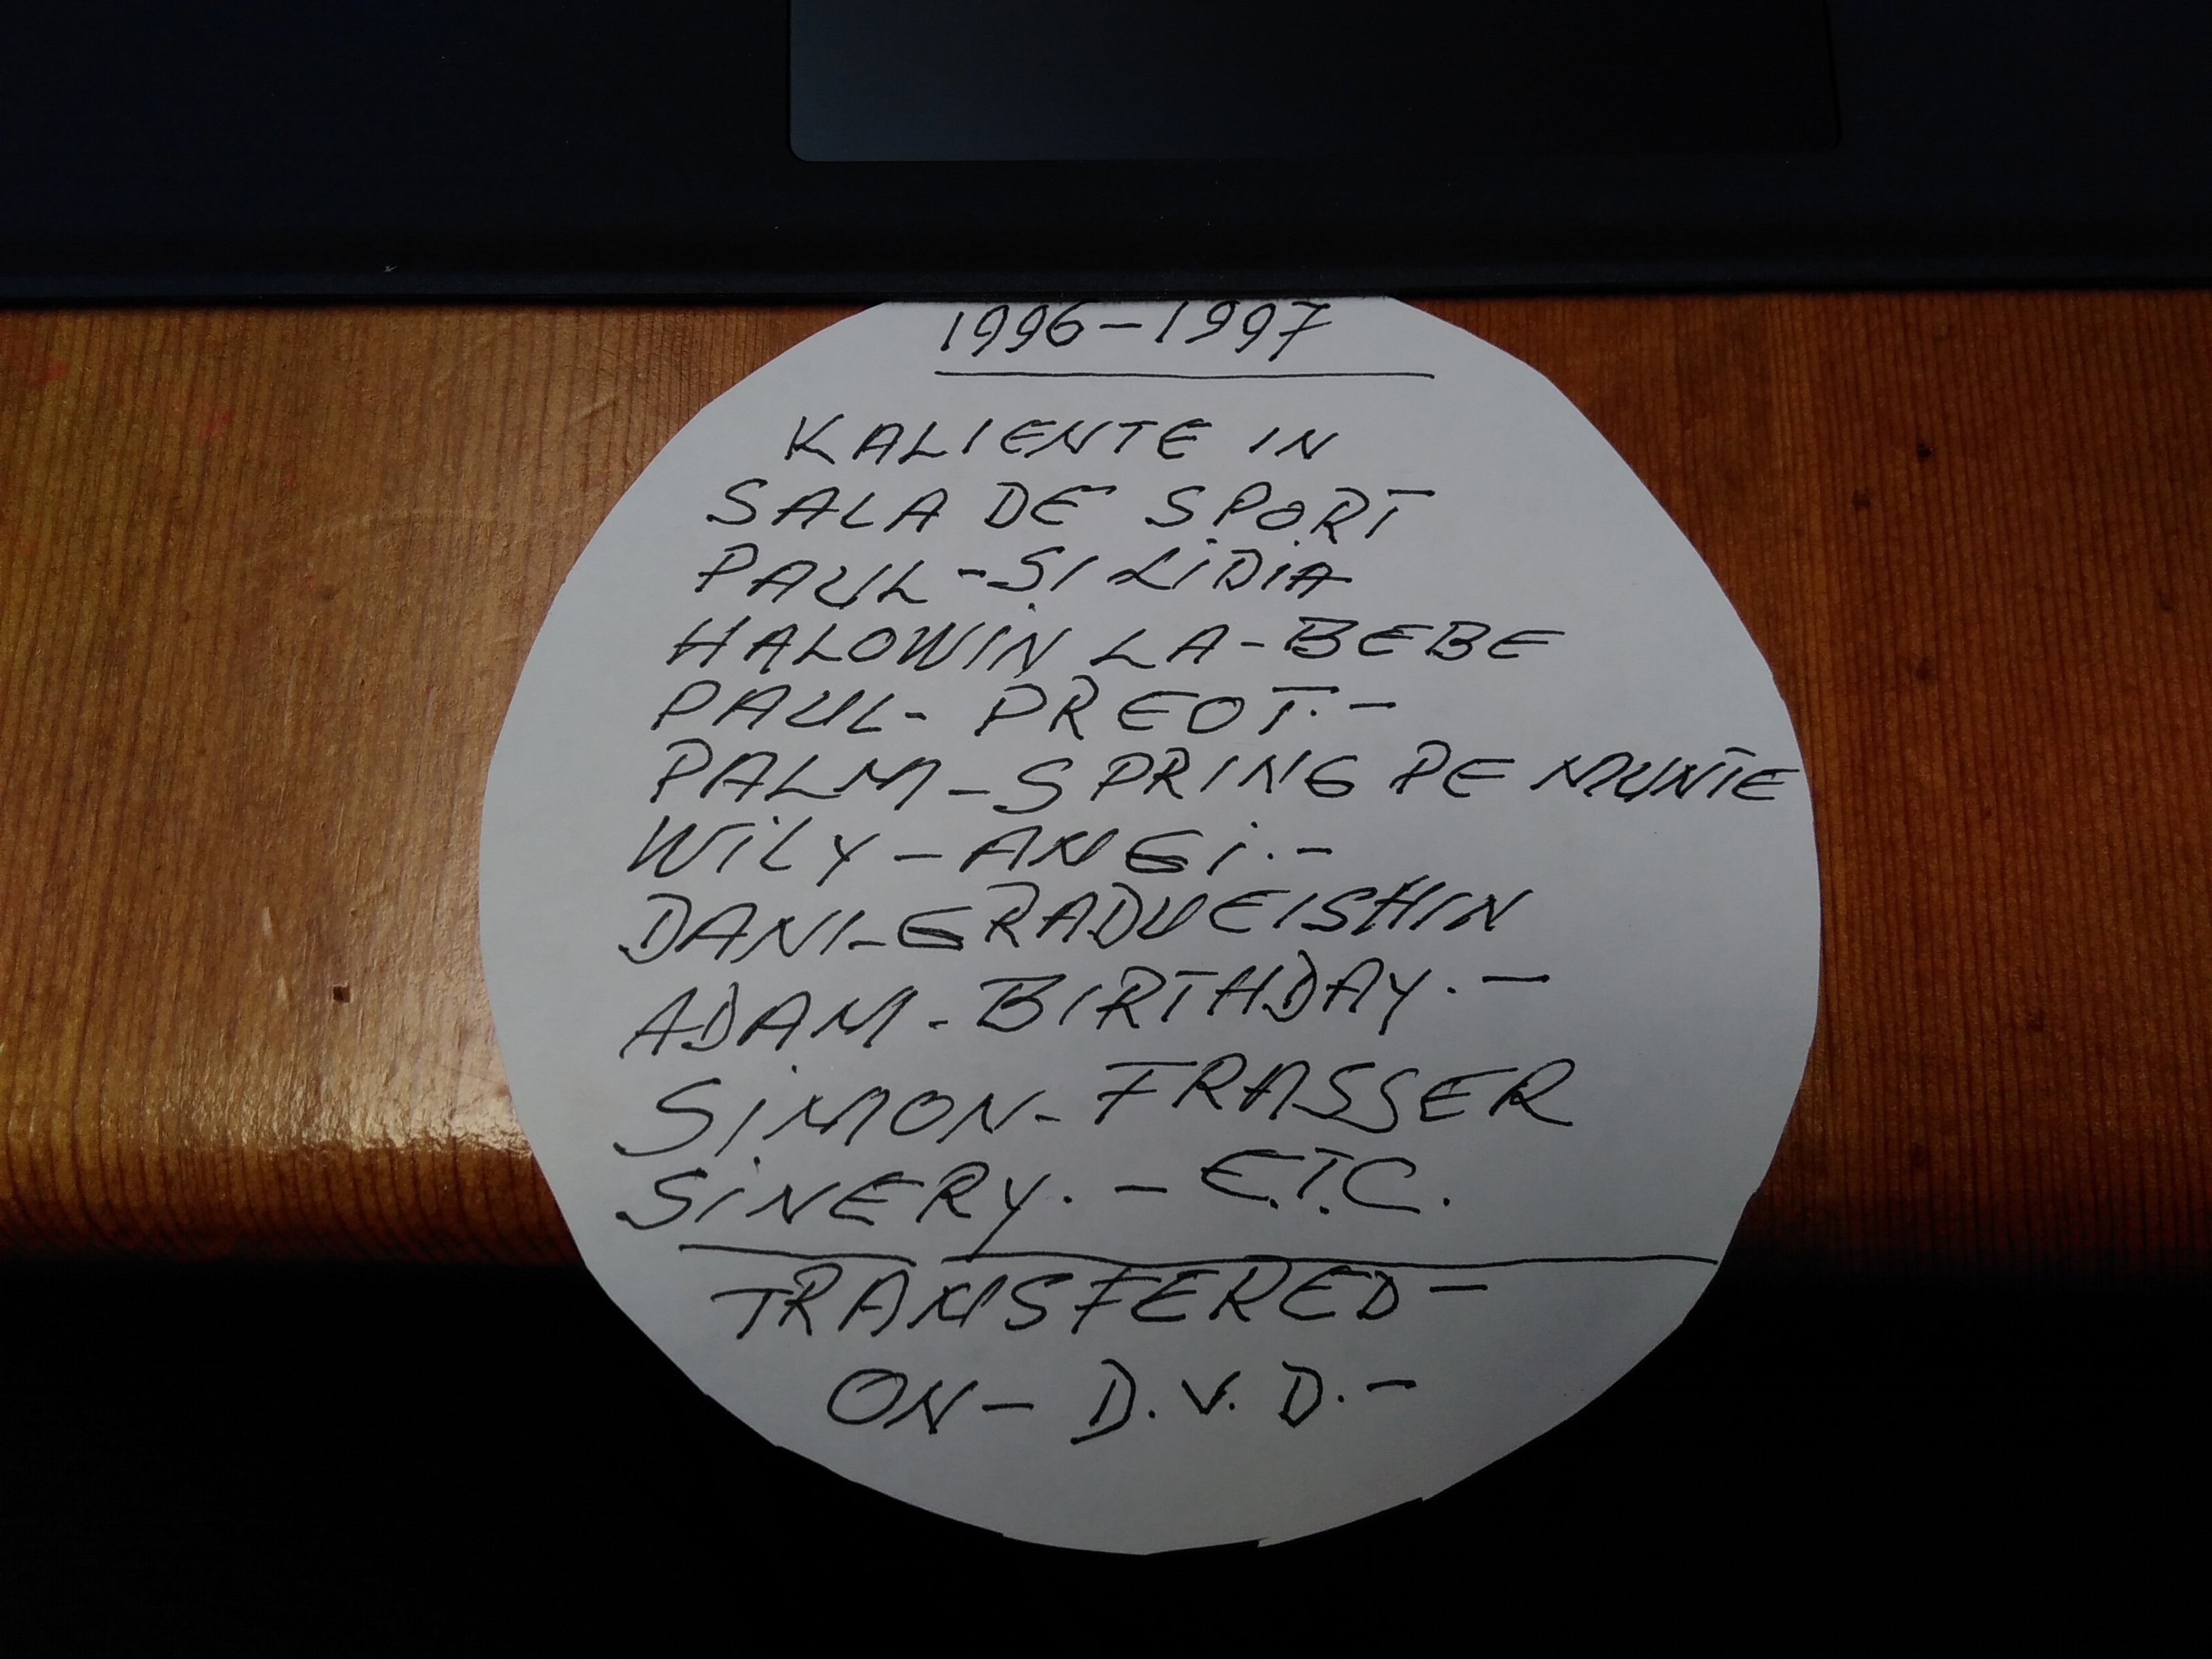 1996-1997
KALIENTE IN
SALA DE SPORT
PAUL-SI LiDiA
HALOWIN LA-BEBE
PAUL- PREOT.-
PALM-SPRING PE MUNTE
WiLY-ANGi.-
DANI-GRADUEISHIN
ADAM-BIRTHDAY.-
SiMON-FRASSER
SiNERY.-E.T.C.
TRANSFERED-
ON- D.V.D.-